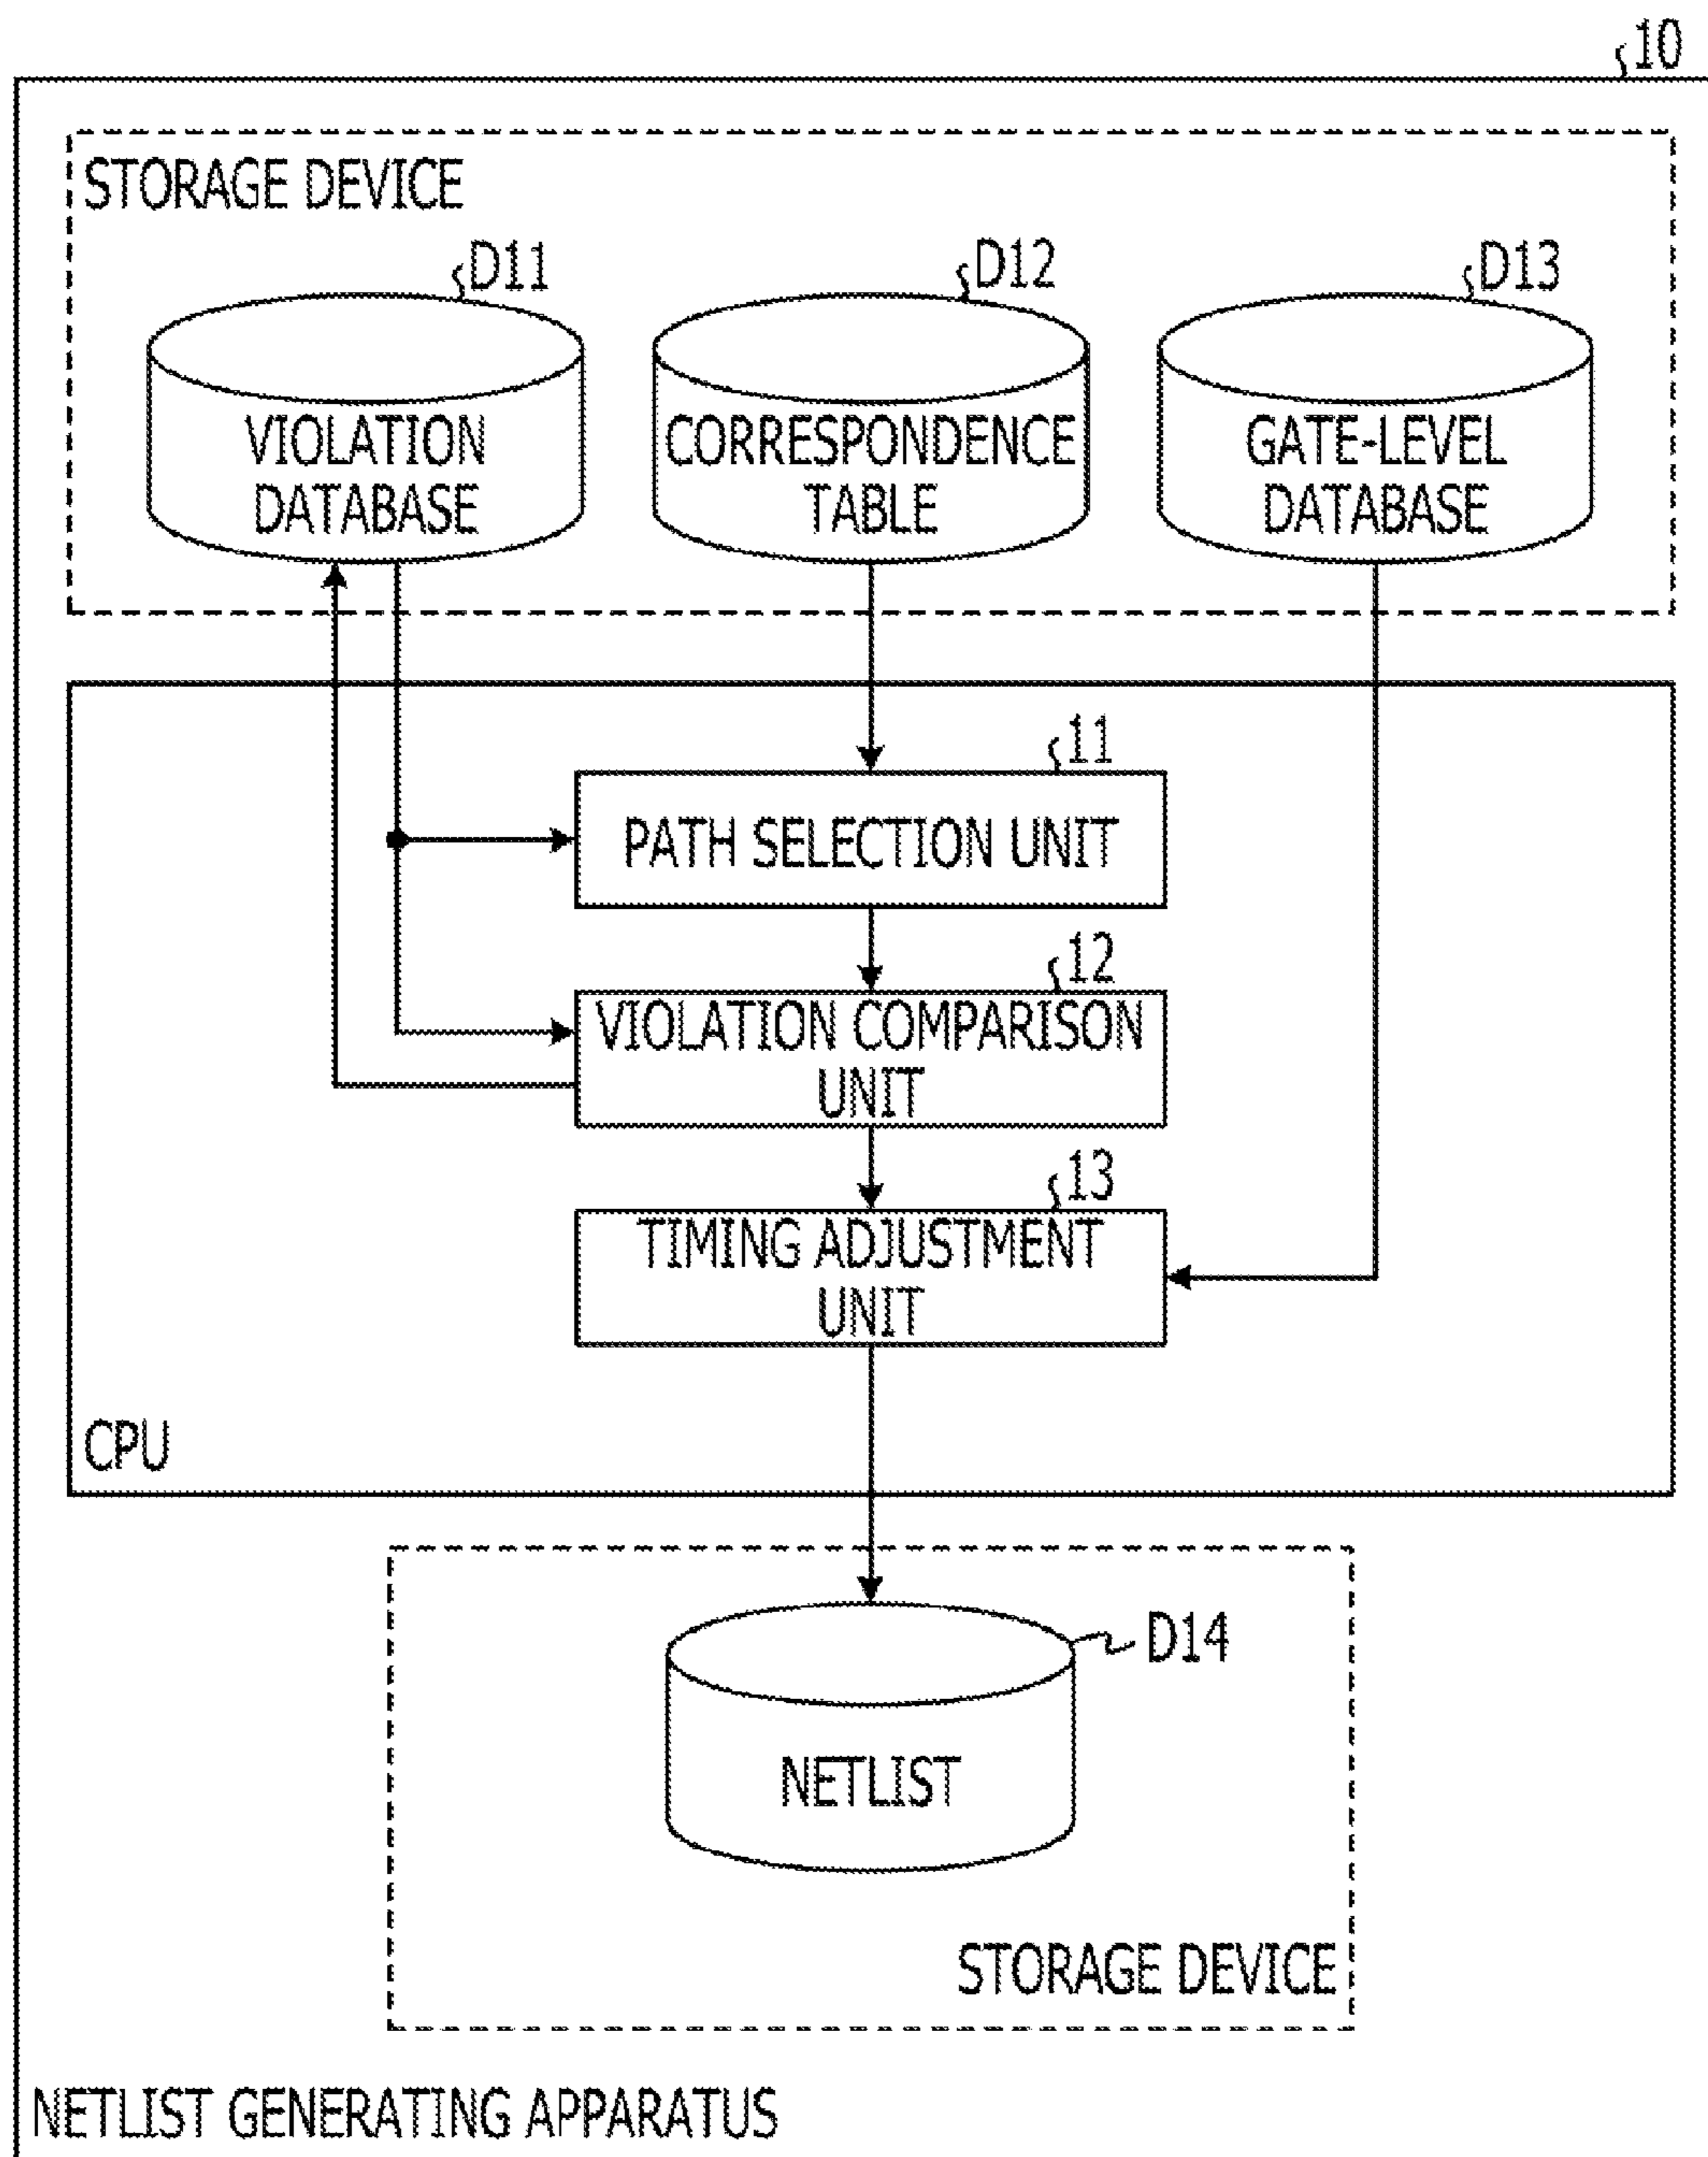 10
STORAGE DEVICE
D11
D12
D13
VIOLATION
DATABASE
CORRESPONDENCE
TABLE
GATE-LEVEL
DATABASE
11
PATH SELECTION UNIT
12
VIOLATION COMPARISON
UNIT
13
TIMING ADJUSTMENT
UNIT
CPU
D14
NETLIST
STORAGE DEVICE
NETLIST GENERATING APPARATUS